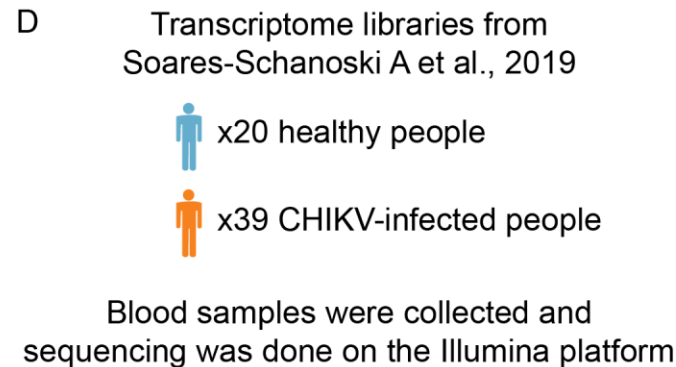 D
Transcriptome libraries from
Soares-Schanoski A et al., 2019
x20 healthy people
x39 CHIKV-infected people
Blood samples were collected and
sequencing was done on the Illumina platform